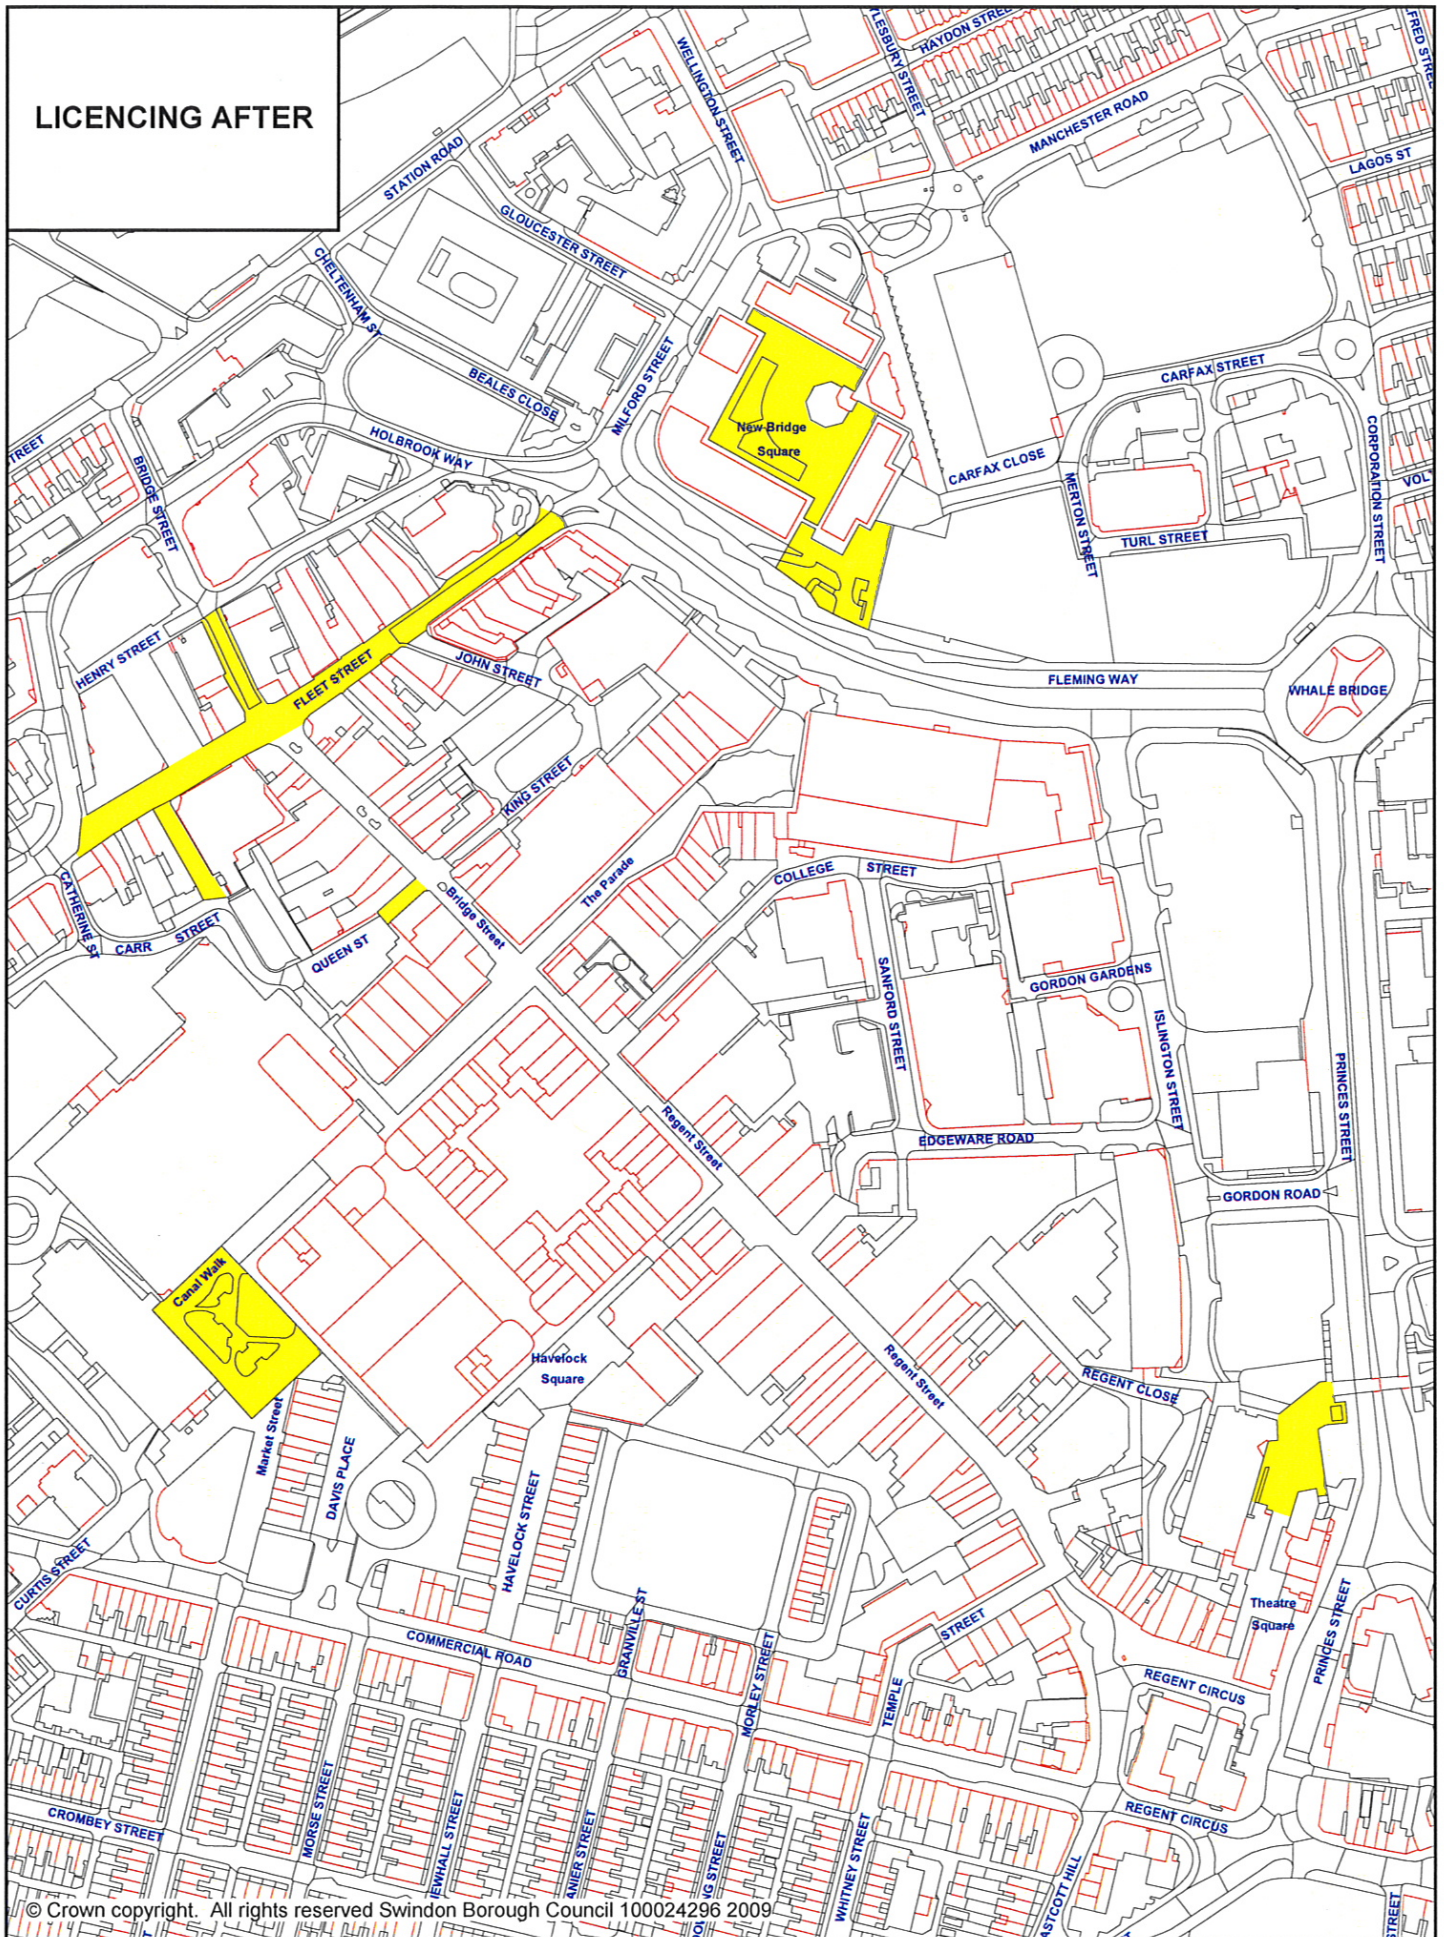 LICENCING AFTER
WELLINGTON STREET
HAYDON
MANCHESTER ROAD
LAGOS ST
STATION ROAD
GLOUCESTER STREET
CHELTENHAM ST
BEALES CLOSE
MILFORD STREET
HOLBROOK WAY
BRIDGE STREET
New Bridge
Square
CARFAX STREET
CARFAX CLOSE
MERTON STREET
TURL STREET
CORPORATION STREET
HENRY STREET
FLEET STREET
JOHN STREET
FLEMING WAY
WHALE BRIDGE
KING STREET
The Parade
COLLEGE STREET
CATHERINE ST
CARR STREET
QUEEN ST
Bridge Street
SANFORD STREET
GORDON GARDENS
ISLINGTON STREET
PRINCES STREET
Regent Street
EDGEWARE ROAD
GORDON ROAD
Canal Walk
Havelock
Square
Regent Street
REGENT CLOSE
Market Street
DAVIS PLACE
HAVELOCK STREET
CURTIS STREET
COMMERCIAL ROAD
GRANVILLE ST
MORLEY STREET
TEMPLE STREET
Theatre
Square
PRINCES STREET
REGENT CIRCUS
REGENT CIRCUS
CROMBEY STREET
MORSE STREET
WHITNEY STREET
© Crown copyright. All rights reserved Swindon Borough Council 100024296 2009